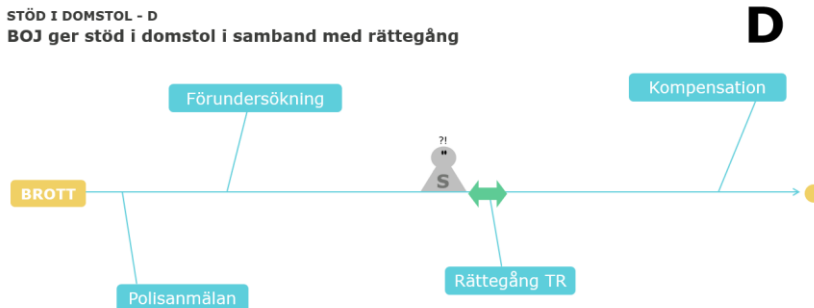 STÖD I DOMSTOL - D
BOJ ger stöd i domstol i samband med rättegång
D
Kompensation
Förundersökning
?!
S
BROTT
Rättegång TR
Polisanmälan